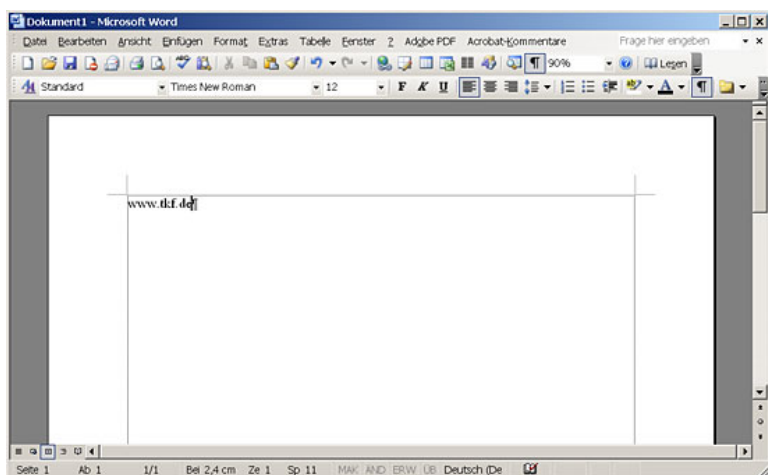 Dokument1 - Microsoft Word
Datei Bearbeiten Ansicht Einfügen Format Extras Tabelle Fenster ? Adobe PDF Acrobat-Kommentare Frage hier eingeben
90% Lesen
Standard Times New Roman 12 F K U
www.tkf.de¶
Seite 1 Ab 1 1/1 Bei 2,4 cm Ze 1 Sp 11 MAK ÄND ERW ÜB Deutsch (De